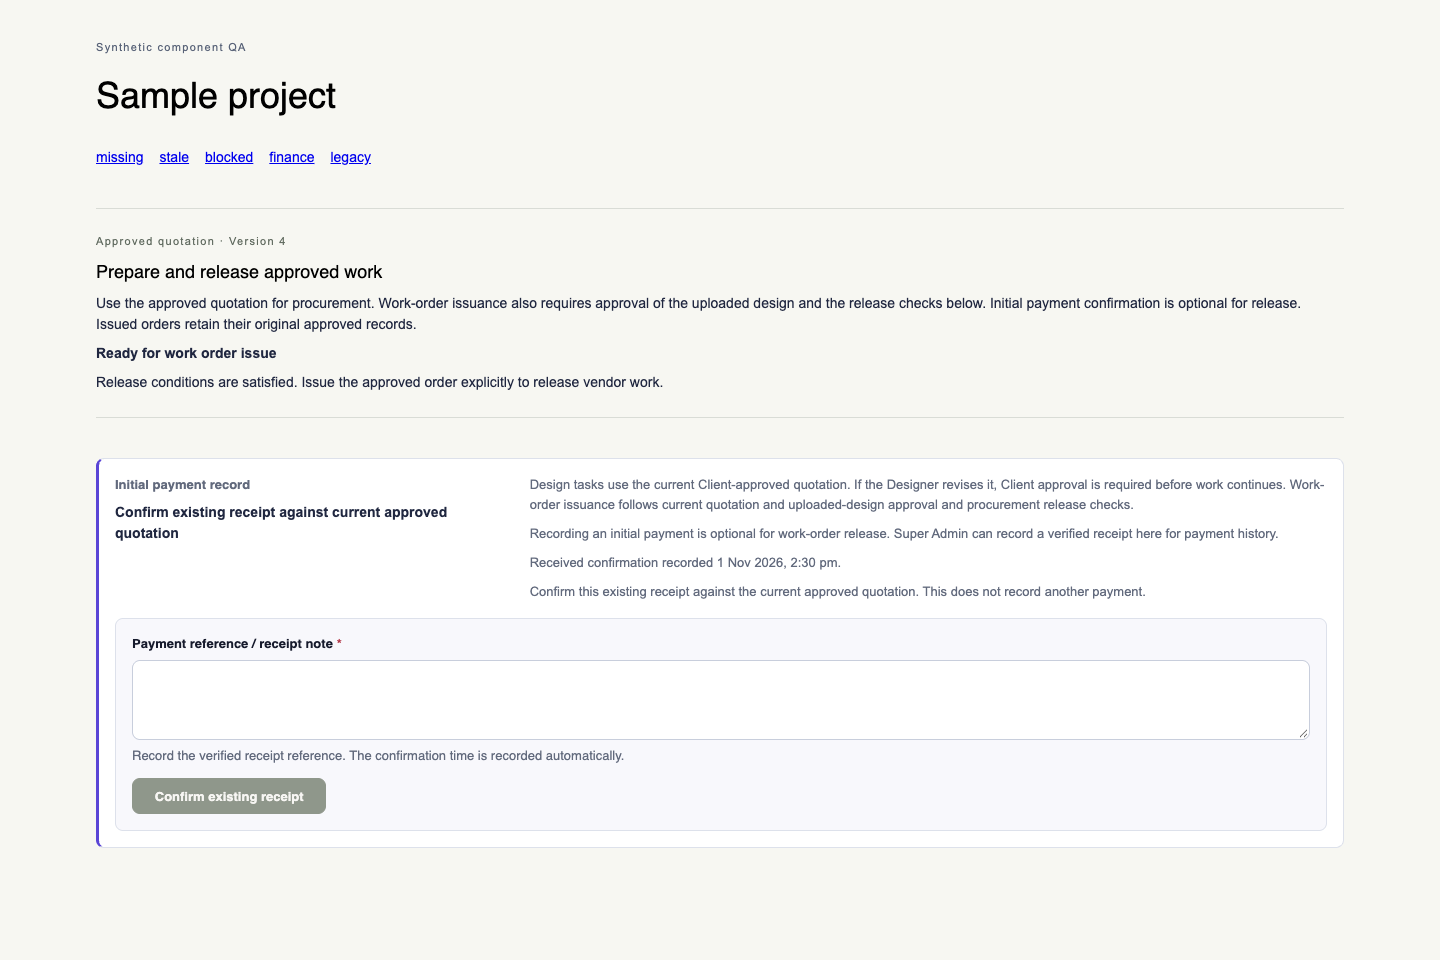 Synthetic component QA
Sample project
missing stale blocked finance legacy
Approved quotation · Version 4
Prepare and release approved work
Use the approved quotation for procurement. Work-order issuance also requires approval of the uploaded design and the release checks below. Initial payment confirmation is optional for release.
Issued orders retain their original approved records.
Ready for work order issue
Release conditions are satisfied. Issue the approved order explicitly to release vendor work.
Initial payment record
Confirm existing receipt against current approved
quotation
Design tasks use the current Client-approved quotation. If the Designer revises it, Client approval is required before work continues. Work-
order issuance follows current quotation and uploaded-design approval and procurement release checks.
Recording an initial payment is optional for work-order release. Super Admin can record a verified receipt here for payment history.
Received confirmation recorded 1 Nov 2026, 2:30 pm.
Confirm this existing receipt against the current approved quotation. This does not record another payment.
Payment reference / receipt note *
Record the verified receipt reference. The confirmation time is recorded automatically.
Confirm existing receipt